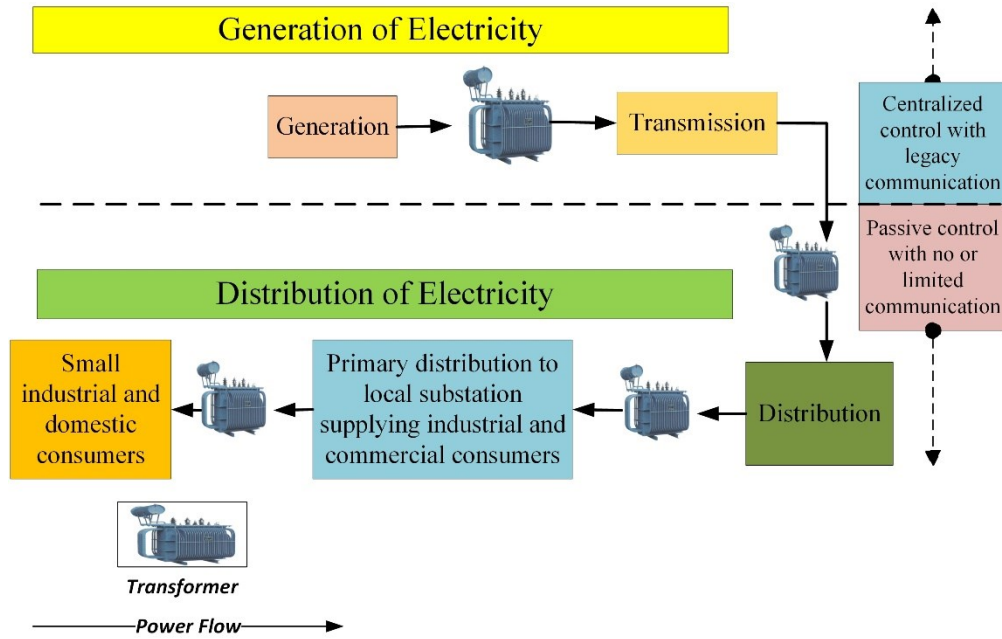 Generation of Electricity
Generation
Transmission
Centralized
control with
legacy
communication
Passive control
with no or
limited
communication
Distribution of Electricity
Small
industrial and
domestic
consumers
Primary distribution to
local substation
supplying industrial and
commercial consumers
Distribution
Transformer
Power Flow